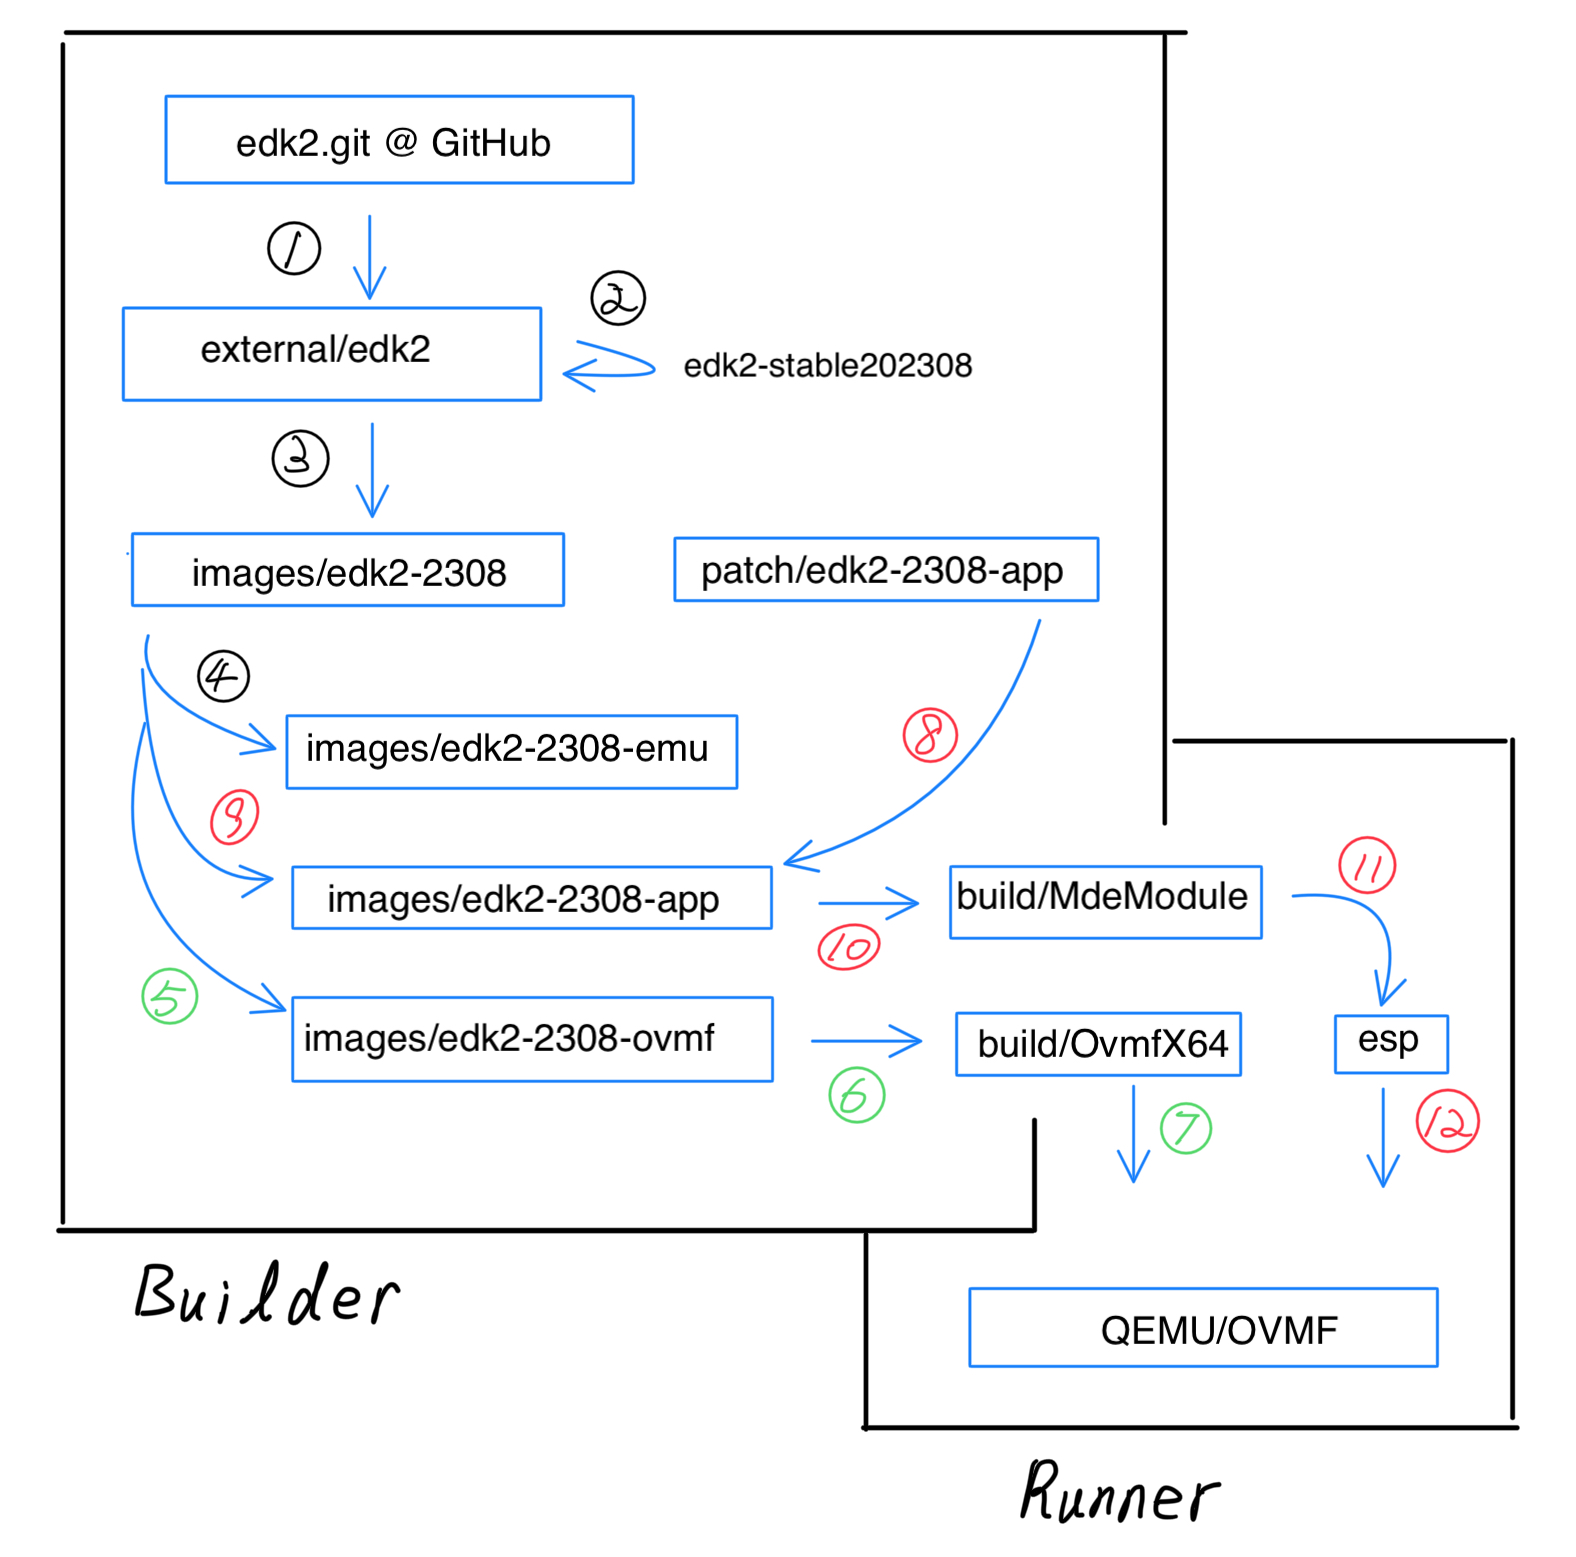 edk2.git @ GitHub
1
2
external/edk2
edk2-stable202308
3
images/edk2-2308
patch/edk2-2308-app
4
images/edk2-2308-emu
8
9
images/edk2-2308-app
build/MdeModule
11
10
5
images/edk2-2308-ovmf
build/OvmfX64
esp
6
7
12
Builder
QEMU/OVMF
Runner